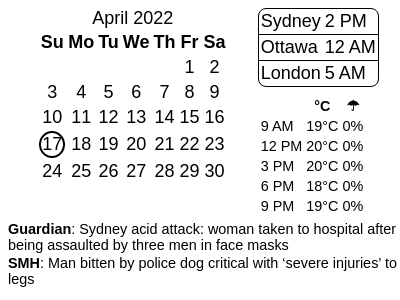 April 2022
Su Mo Tu We Th Fr Sa
1 2
3 4 5 6 7 8 9
10 11 12 13 14 15 16
17 18 19 20 21 22 23
24 25 26 27 28 29 30
Sydney 2 PM
Ottawa 12 AM
London 5 AM
°C ☂
9 AM 19°C 0%
12 PM 20°C 0%
3 PM 20°C 0%
6 PM 18°C 0%
9 PM 19°C 0%
Guardian: Sydney acid attack: woman taken to hospital after
being assaulted by three men in face masks
SMH: Man bitten by police dog critical with ‘severe injuries’ to
legs